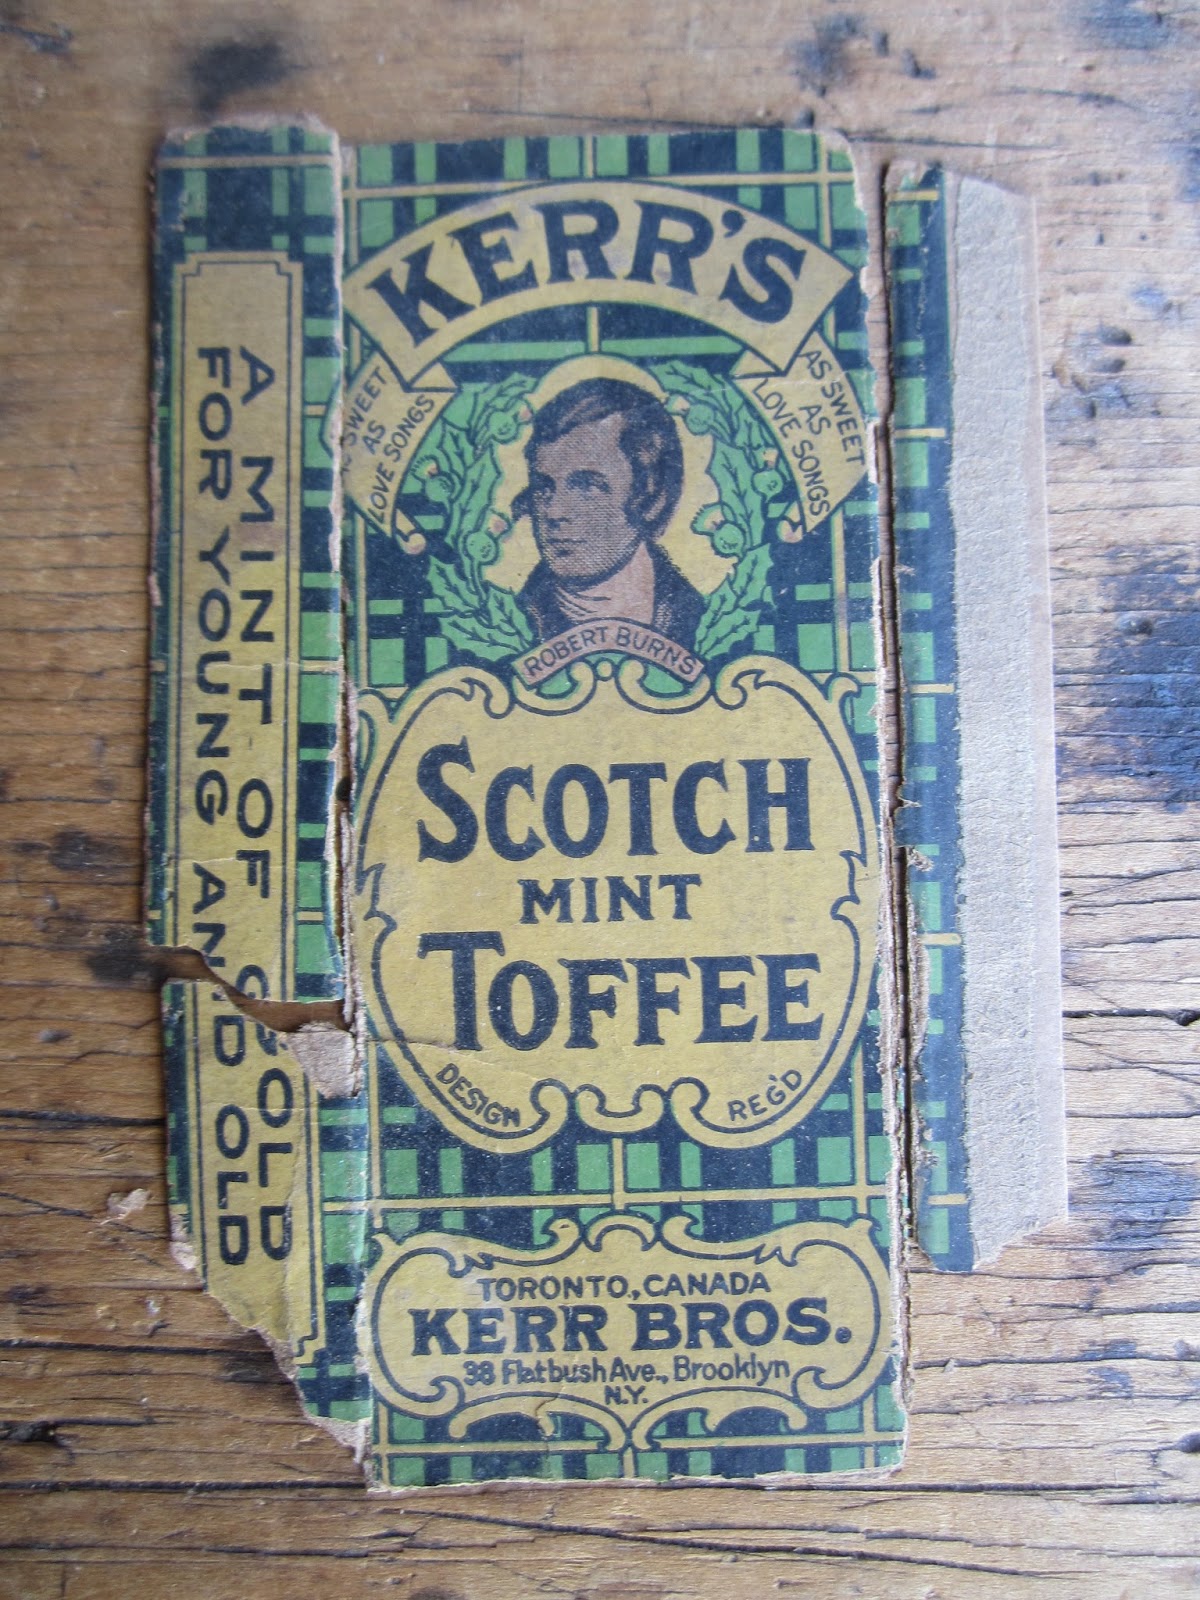 KERR'S
SWEET
AS
LOVE SONGS
AS SWEET
AS
LOVE SONGS
ROBERT BURNS
SCOTCH
MINT
TOFFEE
DESIGN REG'D
TORONTO, CANADA
KERR BROS.
38 Flatbush Ave., Brooklyn
N.Y.
A MINT OF GOLD
FOR YOUNG AND OLD